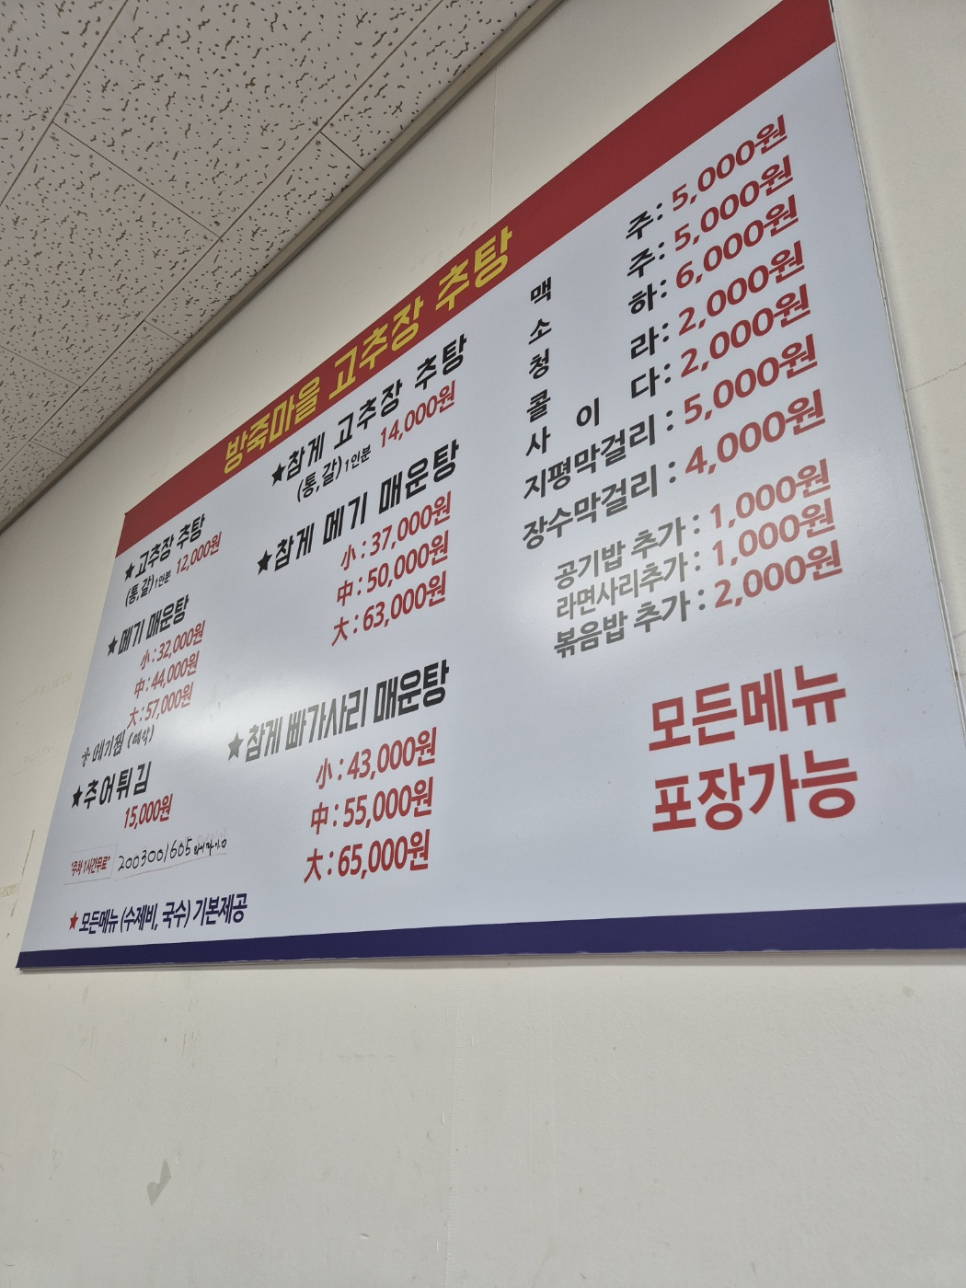 방죽마을 고추장 추탕
★고추장 추탕
(통,갈)1인분 12,000원
★메기 매운탕
小 : 32,000원
中 : 44,000원
大 : 57,000원
메기찜
★추어튀김
15,000원
"주차 1시간무료"
2003001605
★모든메뉴 (수제비, 국수) 기본제공
★참게 고추장 추탕
(통,갈)1인분 14,000원
★참게 메기 매운탕
小 : 37,000원
中 : 50,000원
大 : 63,000원
★참게 빠가사리 매운탕
小 : 43,000원
中 : 55,000원
大 : 65,000원
맥 주 : 5,000원
소 주 : 5,000원
청 하 : 6,000원
콜 라 : 2,000원
사 이 다 : 2,000원
지평막걸리 : 5,000원
장수막걸리 : 4,000원
공기밥 추가 : 1,000원
라면사리추가 : 1,000원
볶음밥 추가 : 2,000원
모든메뉴
포장가능